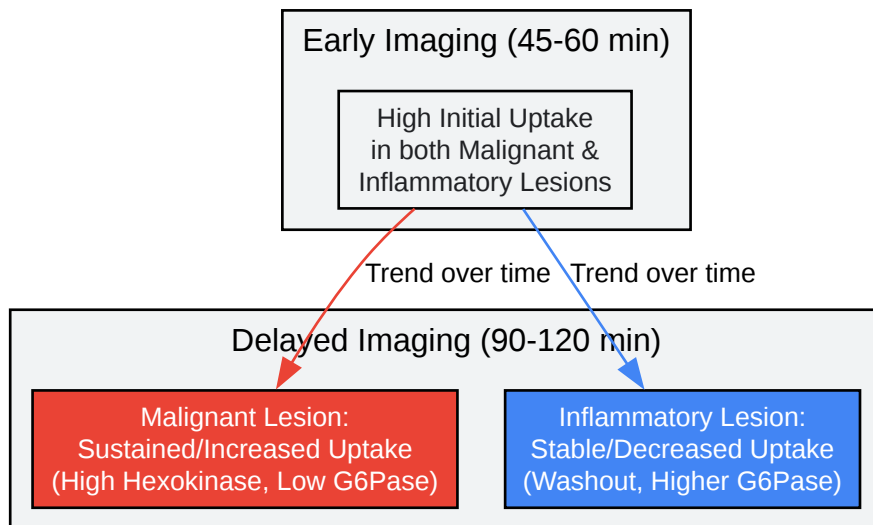 Early Imaging (45-60 min)
High Initial Uptake
in both Malignant &
Inflammatory Lesions
Trend over time
Trend over time
Delayed Imaging (90-120 min)
Malignant Lesion:
Sustained/Increased Uptake
(High Hexokinase, Low G6Pase)
Inflammatory Lesion:
Stable/Decreased Uptake
(Washout, Higher G6Pase)